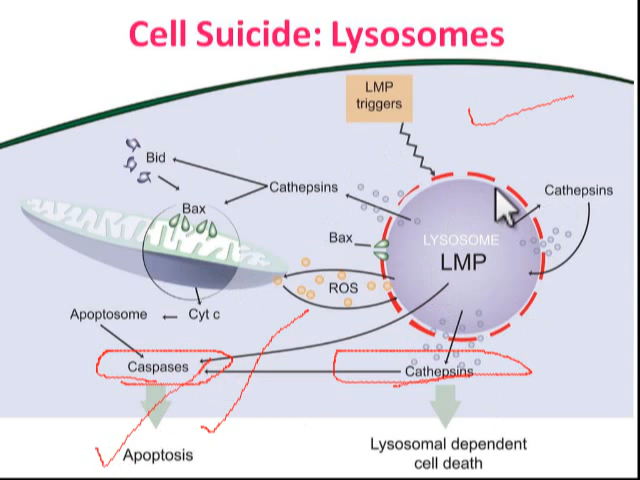 Cell Suicide: Lysosomes
LMP
triggers
Bid
Cathepsins
Cathepsins
Bax
Bax
LYSOSOME
LMP
ROS
Apoptosome
Cyt c
Caspases
Cathepsins
Apoptosis
Lysosomal dependent
cell death